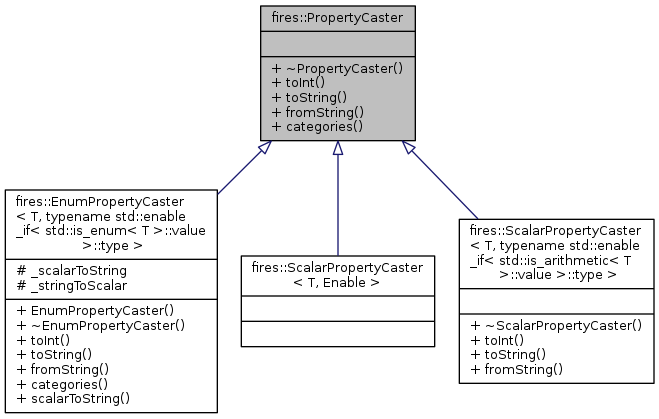 fires::PropertyCaster
+ ~PropertyCaster()
+ toInt()
+ toString()
+ fromString()
+ categories()
fires::EnumPropertyCaster
< T, typename std::enable
_if< std::is_enum< T >::value
>::type >
# _scalarToString
# _stringToScalar
+ EnumPropertyCaster()
+ ~EnumPropertyCaster()
+ toInt()
+ toString()
+ fromString()
+ categories()
+ scalarToString()
fires::ScalarPropertyCaster
< T, Enable >
fires::ScalarPropertyCaster
< T, typename std::enable
_if< std::is_arithmetic< T
>::value >::type >
+ ~ScalarPropertyCaster()
+ toInt()
+ toString()
+ fromString()